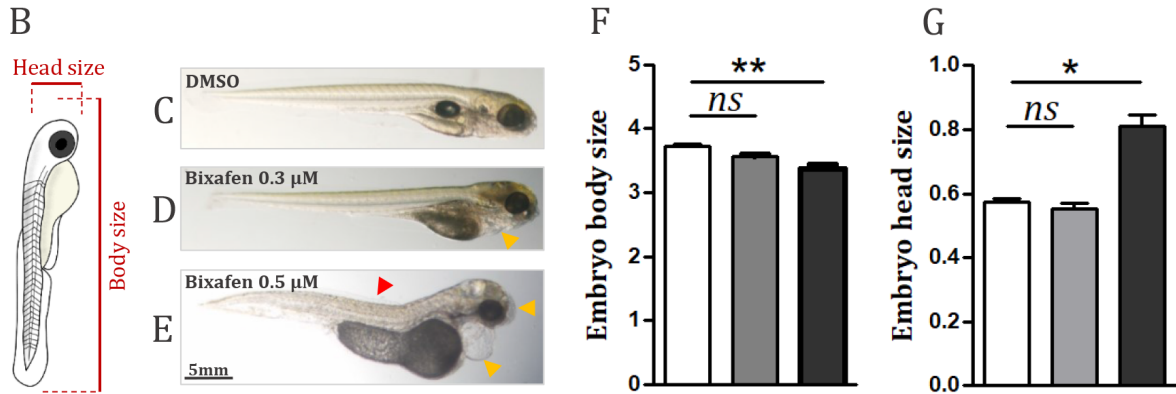 B
Head size
Body size
C
DMSO
D
Bixafen 0.3 µM
E
Bixafen 0.5 µM
5mm
F
Embryo body size
5
4
3
2
1
0
**
ns
G
Embryo head size
1.0
0.8
0.6
0.4
0.2
0.0
*
ns